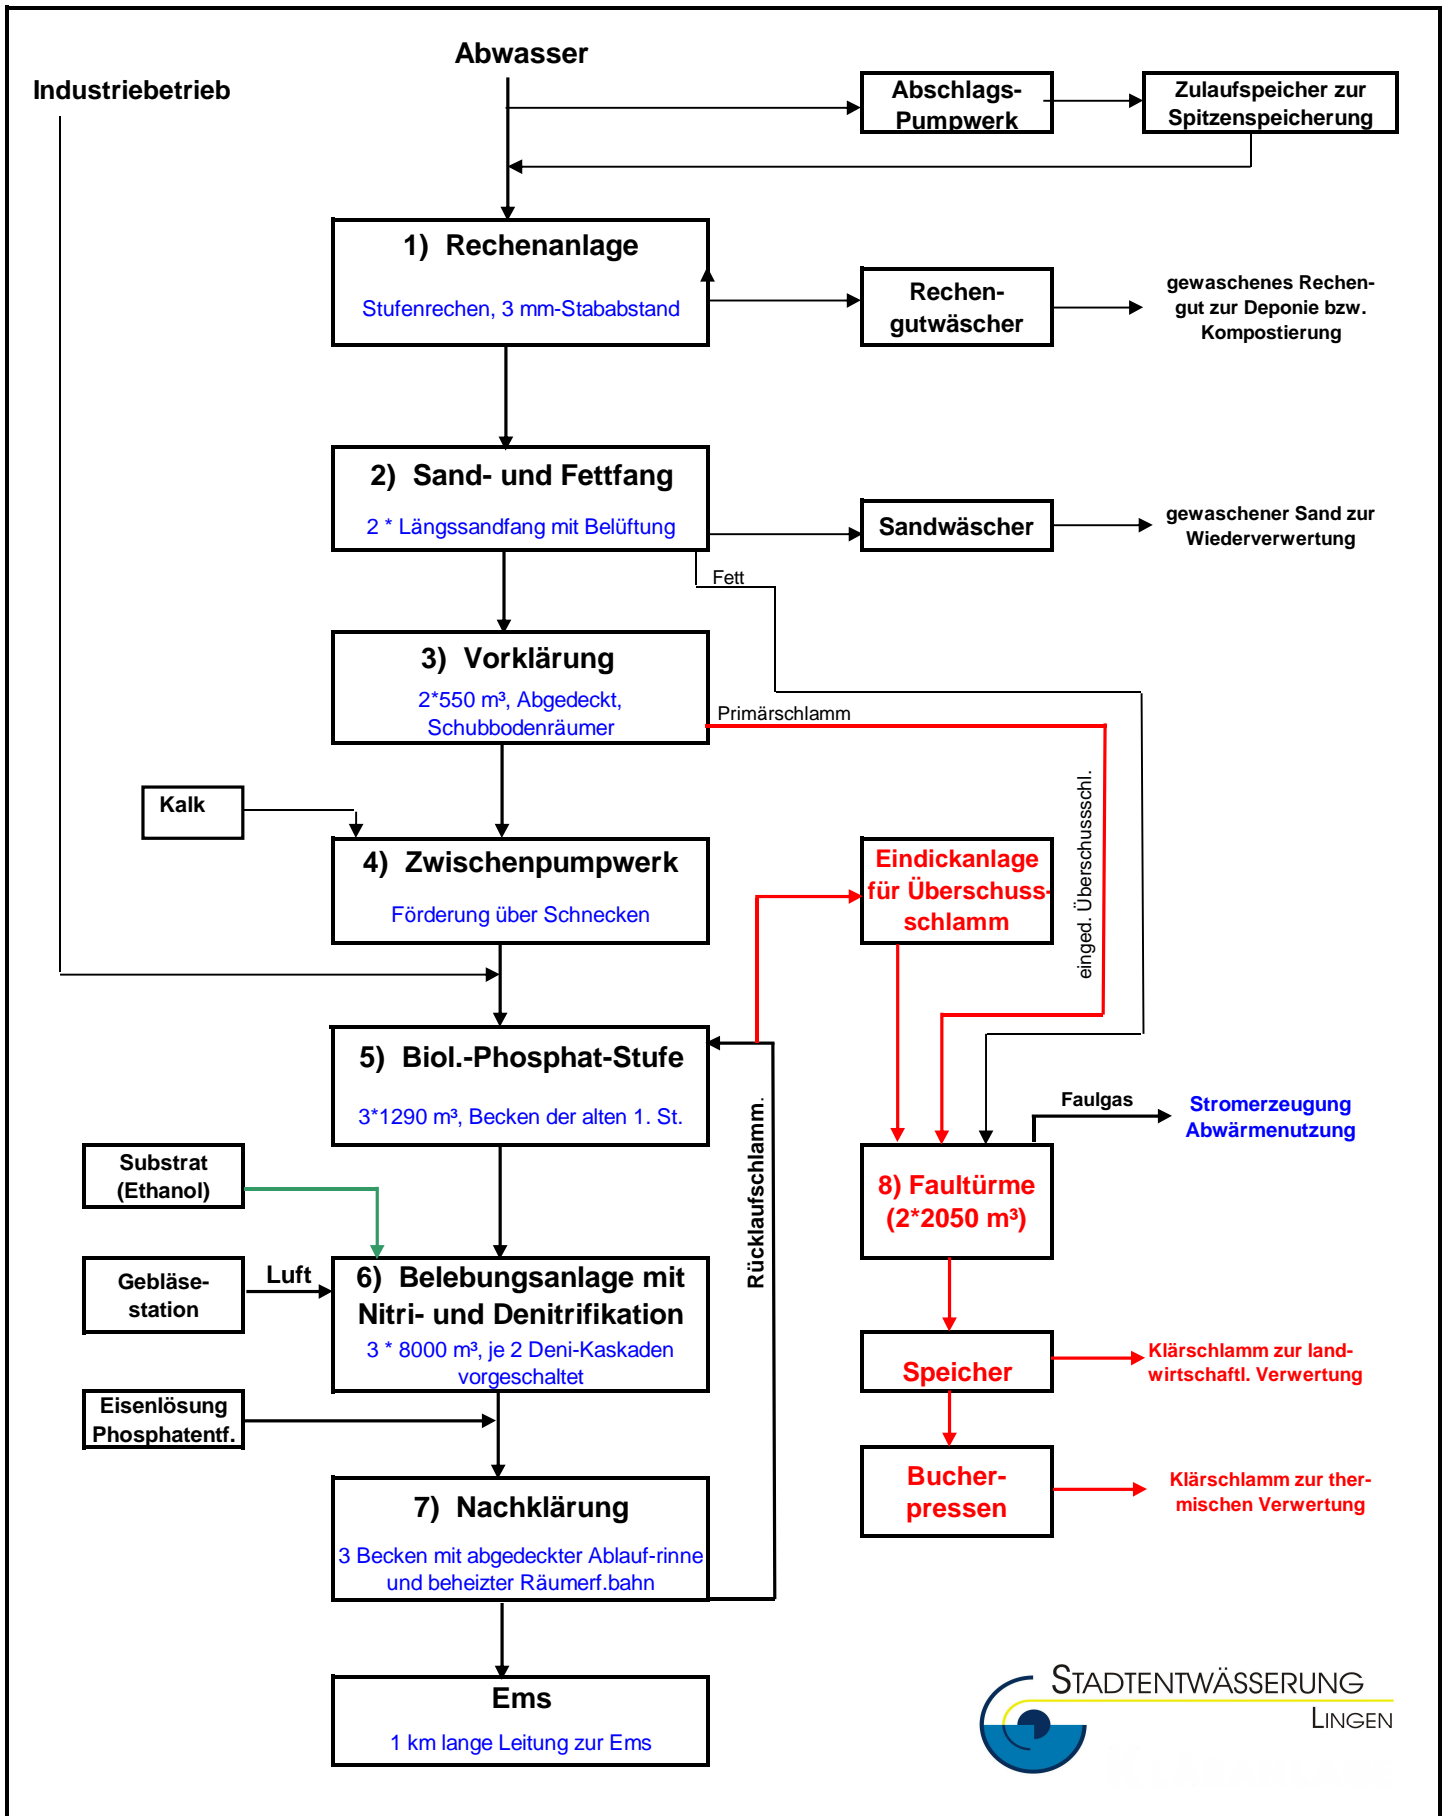 Abwasser
Industriebetrieb
Abschlags-
Pumpwerk
Zulaufspeicher zur
Spitzenspeicherung
1) Rechenanlage
Stufenrechen, 3 mm-Stababstand
Rechen-
gutwäscher
gewaschenes Rechen-
gut zur Deponie bzw.
Kompostierung
2) Sand- und Fettfang
2 * Längssandfang mit Belüftung
Sandwäscher
gewaschener Sand zur
Wiederverwertung
Fett
3) Vorklärung
2*550 m³, Abgedeckt,
Schubbodenräumer
Primärschlamm
einged. Überschussschl.
Kalk
4) Zwischenpumpwerk
Förderung über Schnecken
Eindickanlage
für Überschuss-
schlamm
5) Biol.-Phosphat-Stufe
3*1290 m³, Becken der alten 1. St.
Rücklaufschlamm.
Faulgas
Stromerzeugung
Abwärmenutzung
Substrat
(Ethanol)
8) Faultürme
(2*2050 m³)
Gebläse-
station
Luft
6) Belebungsanlage mit
Nitri- und Denitrifikation
3 * 8000 m³, je 2 Deni-Kaskaden
vorgeschaltet
Speicher
Klärschlamm zur land-
wirtschaftl. Verwertung
Eisenlösung
Phosphatentf.
Bucher-
pressen
Klärschlamm zur ther-
mischen Verwertung
7) Nachklärung
3 Becken mit abgedeckter Ablauf-rinne
und beheizter Räumerf.bahn
Ems
1 km lange Leitung zur Ems
STADTENTWÄSSERUNG
LINGEN